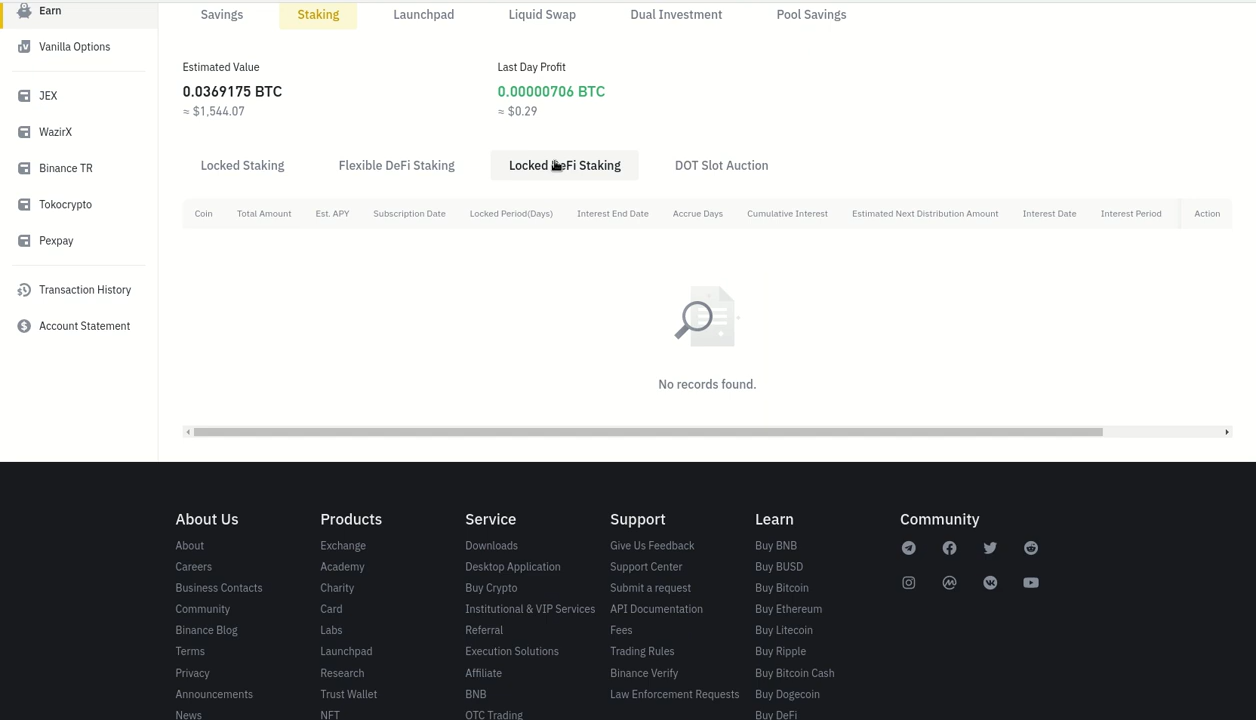 Earn
Savings
Staking
Launchpad
Liquid Swap
Dual Investment
Pool Savings
Vanilla Options
JEX
WazirX
Binance TR
Tokocrypto
Pexpay
Transaction History
Account Statement
Estimated Value
0.0369175 BTC
≈ $1,544.07
Last Day Profit
0.00000706 BTC
≈ $0.29
Locked Staking
Flexible DeFi Staking
Locked DeFi Staking
DOT Slot Auction
Coin Total Amount Est. APY Subscription Date Locked Period(Days) Interest End Date Accrue Days Cumulative Interest Estimated Next Distribution Amount Interest Date Interest Period Action
No records found.
About Us
About
Careers
Business Contacts
Community
Binance Blog
Terms
Privacy
Announcements
News
Products
Exchange
Academy
Charity
Card
Labs
Launchpad
Research
Trust Wallet
NFT
Service
Downloads
Desktop Application
Buy Crypto
Institutional & VIP Services
Referral
Execution Solutions
Affiliate
BNB
OTC Trading
Support
Give Us Feedback
Support Center
Submit a request
API Documentation
Fees
Trading Rules
Binance Verify
Law Enforcement Requests
Learn
Buy BNB
Buy BUSD
Buy Bitcoin
Buy Ethereum
Buy Litecoin
Buy Ripple
Buy Bitcoin Cash
Buy Dogecoin
Buy DeFi
Community